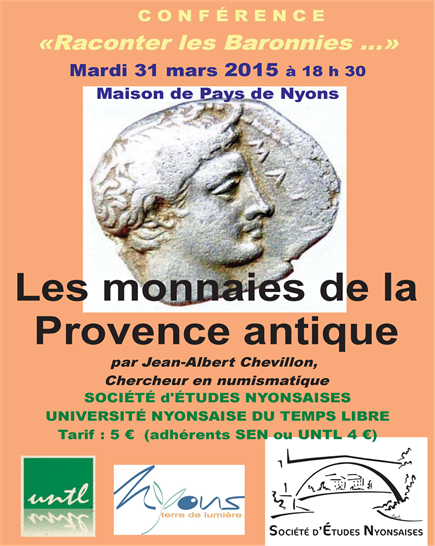 CONFÉRENCE
«Raconter les Baronnies ...»
Mardi 31 mars 2015 à 18 h 30
Maison de Pays de Nyons
Les monnaies de la
Provence antique
par Jean-Albert Chevillon,
Chercheur en numismatique
SOCIÉTÉ d'ÉTUDES NYONSAISES
UNIVERSITÉ NYONSAISE DU TEMPS LIBRE
Tarif : 5 € (adhérents SEN ou UNTL 4 €)
untl
Nyons
terre de lumière
SOCIÉTÉ D'ÉTUDES NYONSAISES